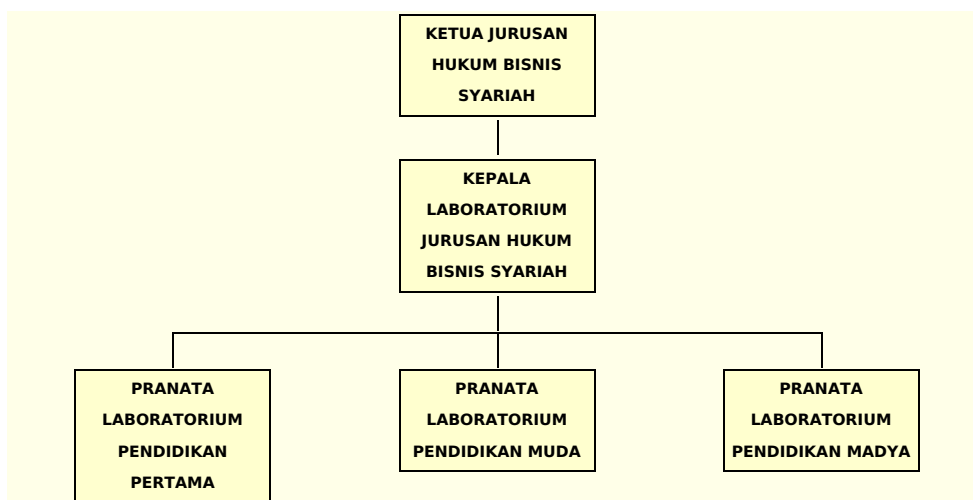 KETUA JURUSAN
HUKUM BISNIS
SYARIAH
KEPALA
LABORATORIUM
JURUSAN HUKUM
BISNIS SYARIAH
PRANATA
LABORATORIUM
PENDIDIKAN
PERTAMA
PRANATA
LABORATORIUM
PENDIDIKAN MUDA
PRANATA
LABORATORIUM
PENDIDIKAN MADYA